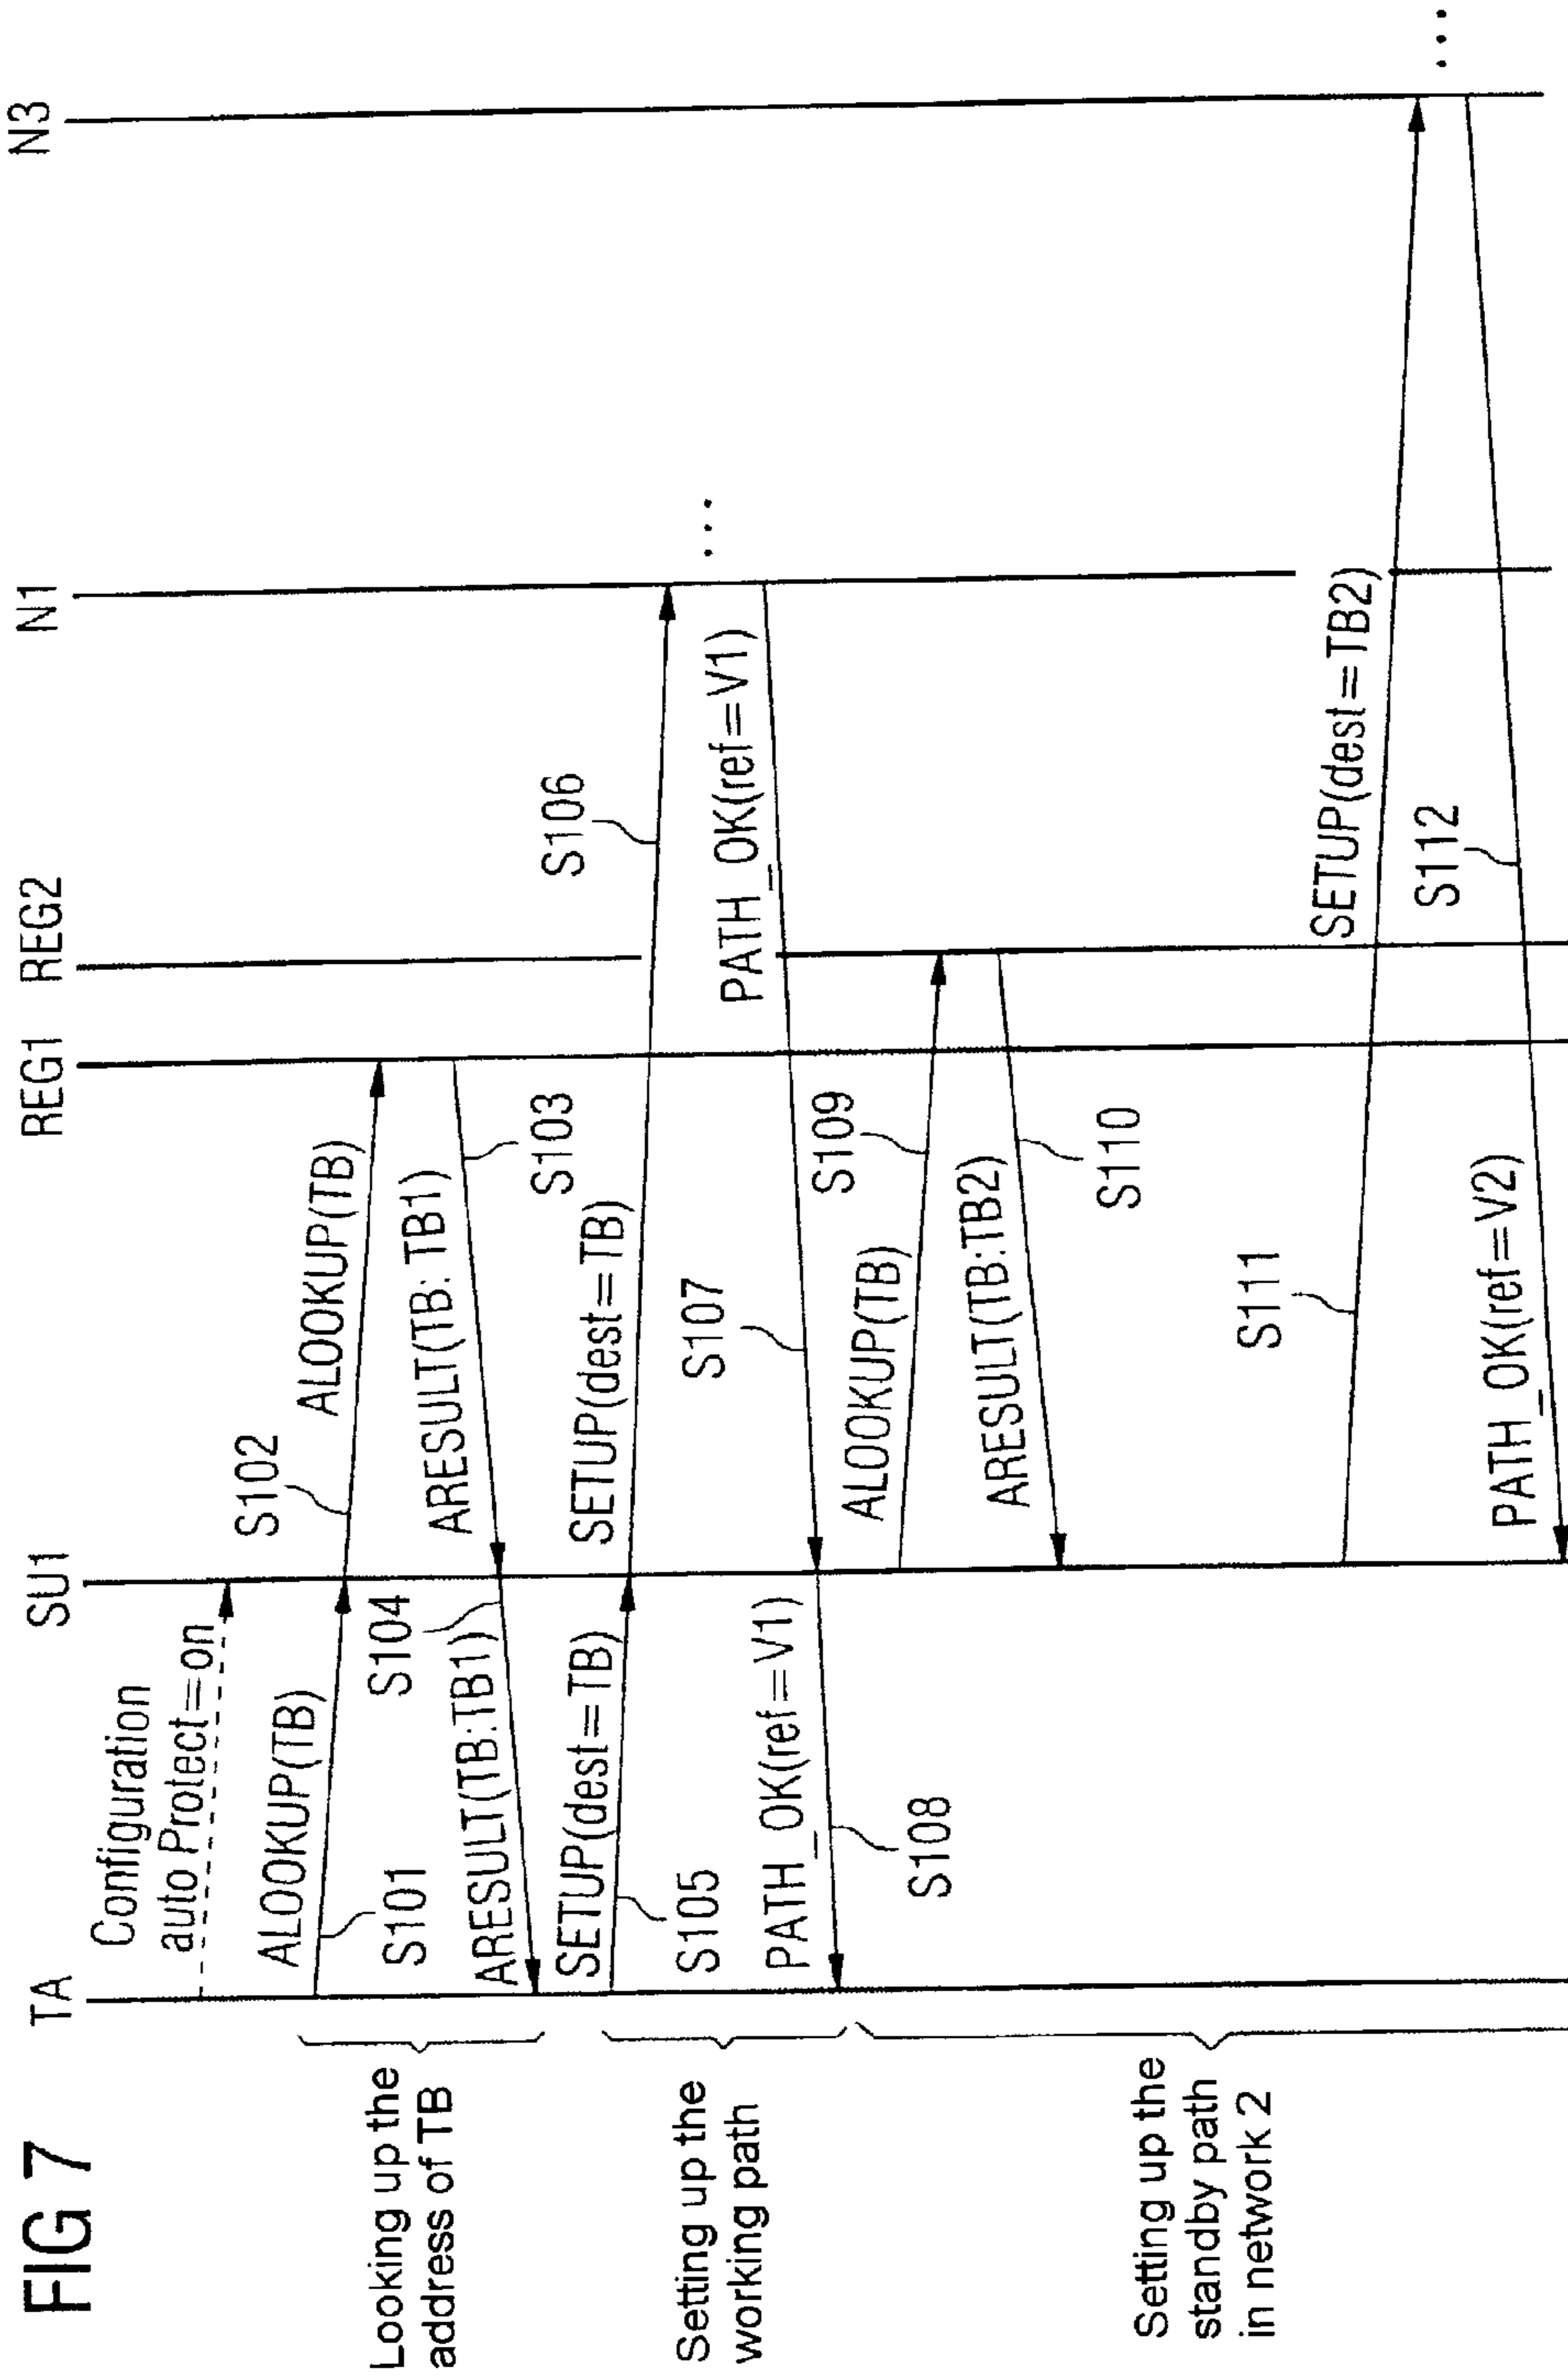 FIG 7
TA
SU1
REG1
REG2
N1
N3
Configuration
auto Protect=on
Looking up the
address of TB
ALOOKUP(TB)
S101
S102
ALOOKUP(TB)
ARESULT(TB: TB1)
S103
S104
ARESULT(TB:TB1)
Setting up the
working path
SETUP(dest=TB)
S105
SETUP(dest=TB)
S106
...
PATH_OK(ref=V1)
S107
PATH_OK(ref=V1)
S108
Setting up the
standby path
in network 2
ALOOKUP(TB)
S109
ARESULT(TB:TB2)
S110
S111
SETUP(dest=TB2)
...
S112
PATH_OK(ref=V2)